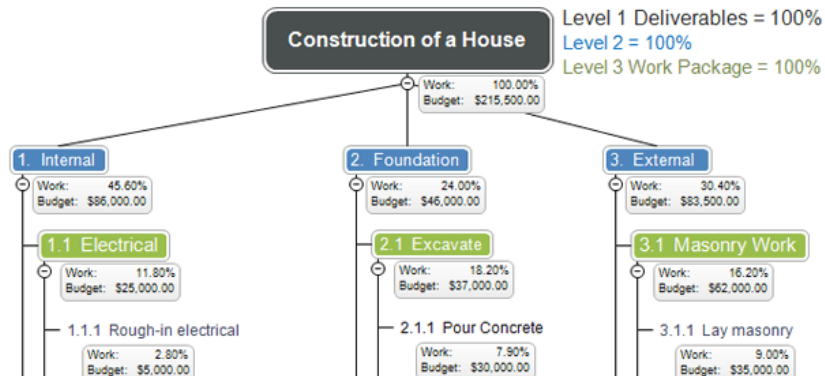 Construction of a House
Level 1 Deliverables = 100%
Level 2 = 100%
Level 3 Work Package = 100%
Work: 100.00%
Budget: $215,500.00
1. Internal
Work: 45.60%
Budget: $86,000.00
2. Foundation
Work: 24.00%
Budget: $46,000.00
3. External
Work: 30.40%
Budget: $83,500.00
1.1 Electrical
Work: 11.80%
Budget: $25,000.00
2.1 Excavate
Work: 18.20%
Budget: $37,000.00
3.1 Masonry Work
Work: 16.20%
Budget: $62,000.00
1.1.1 Rough-in electrical
Work: 2.80%
Budget: $5,000.00
2.1.1 Pour Concrete
Work: 7.90%
Budget: $30,000.00
3.1.1 Lay masonry
Work: 9.00%
Budget: $35,000.00